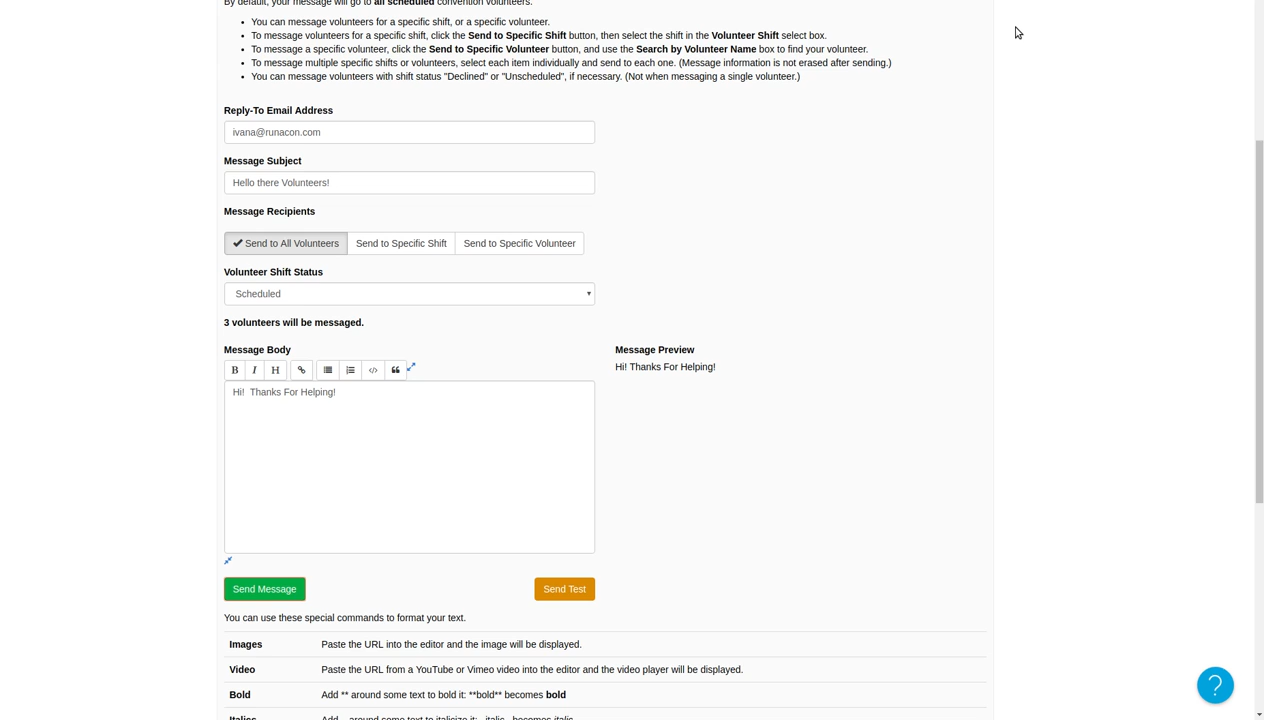 By default, your message will go to all scheduled convention volunteers.
You can message volunteers for a specific shift, or a specific volunteer.
To message volunteers for a specific shift, click the Send to Specific Shift button, then select the shift in the Volunteer Shift select box.
To message a specific volunteer, click the Send to Specific Volunteer button, and use the Search by Volunteer Name box to find your volunteer.
To message multiple specific shifts or volunteers, select each item individually and send to each one. (Message information is not erased after sending.)
You can message volunteers with shift status "Declined" or "Unscheduled", if necessary. (Not when messaging a single volunteer.)
Reply-To Email Address
ivana@runacon.com
Message Subject
Hello there Volunteers!
Message Recipients
Send to All Volunteers Send to Specific Shift Send to Specific Volunteer
Volunteer Shift Status
Scheduled
3 volunteers will be messaged.
Message Body
B I H
Hi!  Thanks For Helping!
Message Preview
Hi! Thanks For Helping!
Send Message Send Test
You can use these special commands to format your text.
Images Paste the URL into the editor and the image will be displayed.
Video Paste the URL from a YouTube or Vimeo video into the editor and the video player will be displayed.
Bold Add ** around some text to bold it: **bold** becomes bold
Italics Add _ around some text to italicize it: _italic_ becomes italic
?